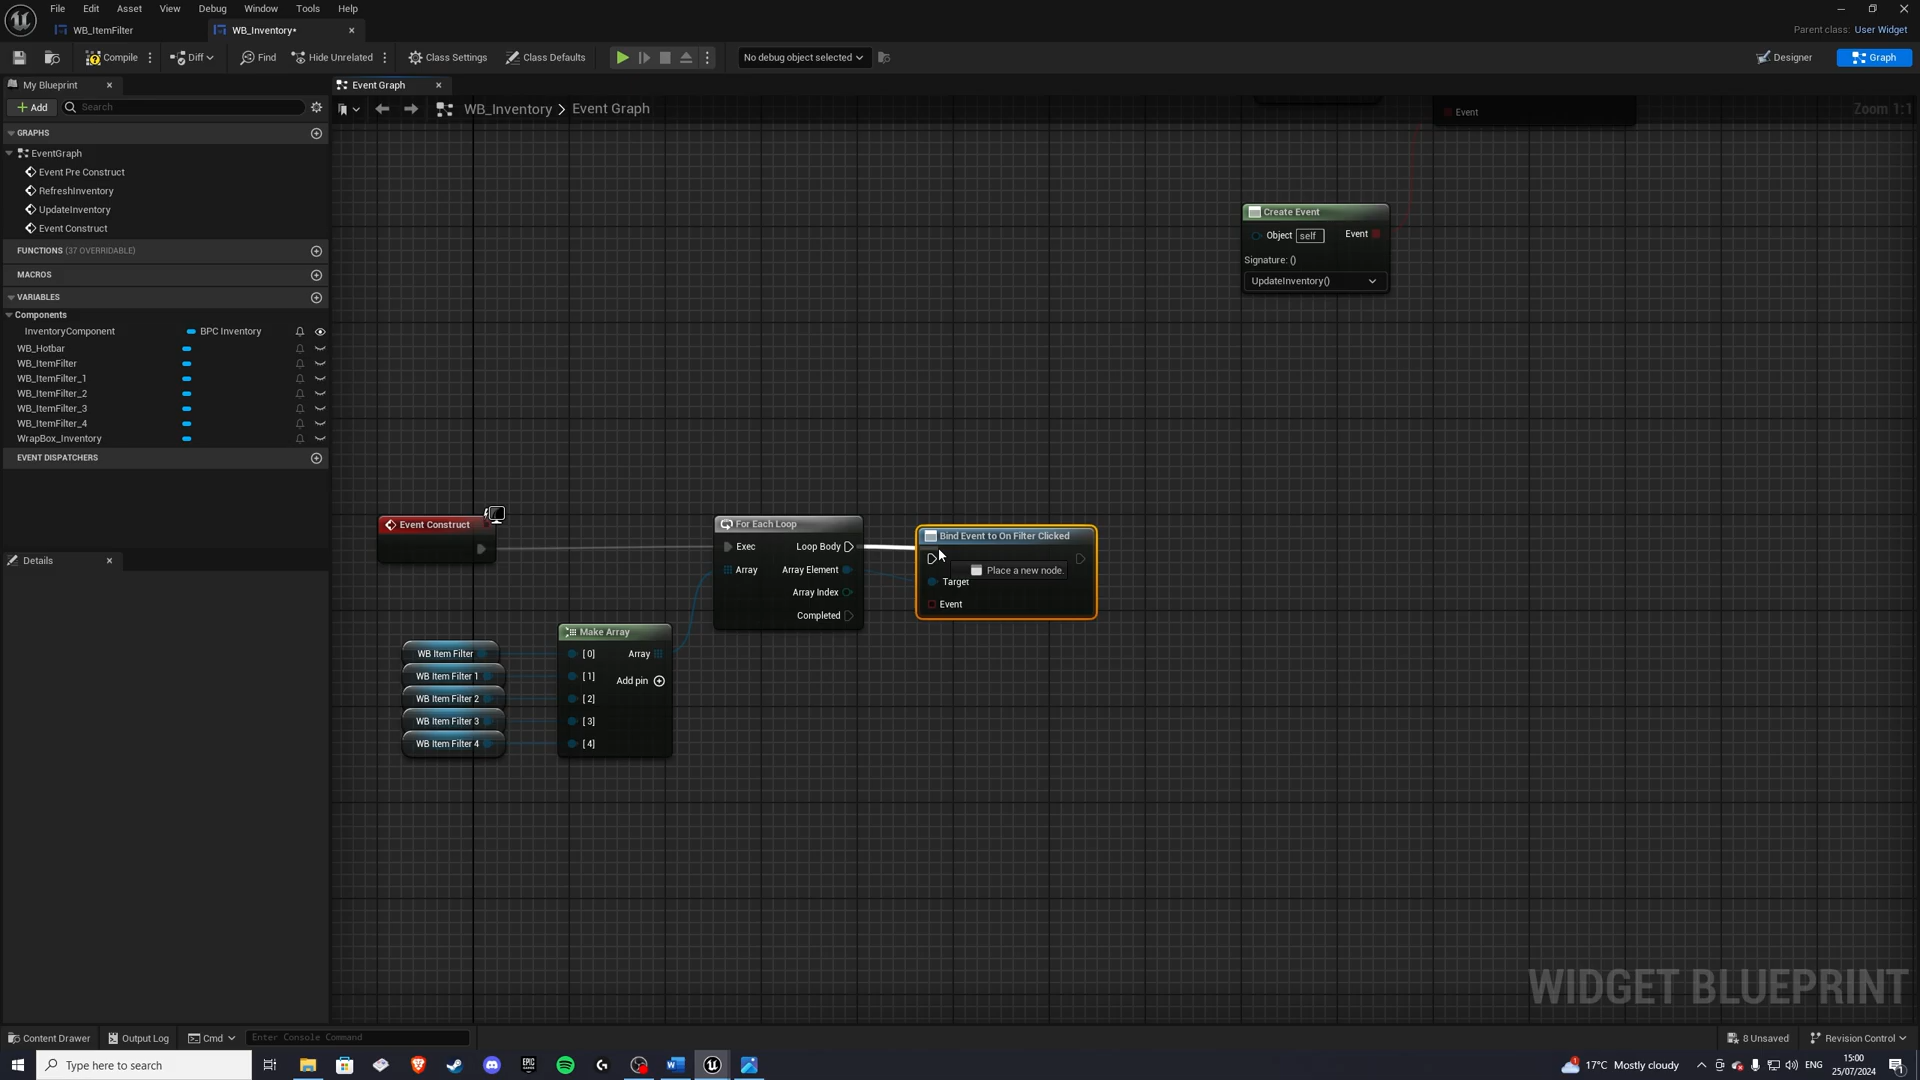 File Edit Asset View Debug Window Tools Help
WB_ItemFilter
WB_Inventory*
Parent class: User Widget
Compile Diff Find Hide Unrelated Class Settings Class Defaults No debug object selected Designer Graph
My Blueprint
Event Graph
Add Search
WB_Inventory > Event Graph
Zoom 1:1
GRAPHS
EventGraph
Event Pre Construct
RefreshInventory
UpdateInventory
Event Construct
FUNCTIONS (37 OVERRIDABLE)
MACROS
VARIABLES
Components
InventoryComponent BPC Inventory
WB_Hotbar
WB_ItemFilter
WB_ItemFilter_1
WB_ItemFilter_2
WB_ItemFilter_3
WB_ItemFilter_4
WrapBox_Inventory
EVENT DISPATCHERS
Details
Event
Create Event
Object self Event
Signature: ()
UpdateInventory()
Event Construct
For Each Loop
Exec Loop Body
Array Array Element
Array Index
Completed
Bind Event to On Filter Clicked
Place a new node.
Target
Event
Make Array
WB Item Filter [0] Array
WB Item Filter 1 [1] Add pin
WB Item Filter 2 [2]
WB Item Filter 3 [3]
WB Item Filter 4 [4]
WIDGET BLUEPRINT
Content Drawer Output Log Cmd Enter Console Command
8 Unsaved Revision Control
Type here to search
EPIC GAMES
1 17°C Mostly cloudy ENG
15:00
25/07/2024